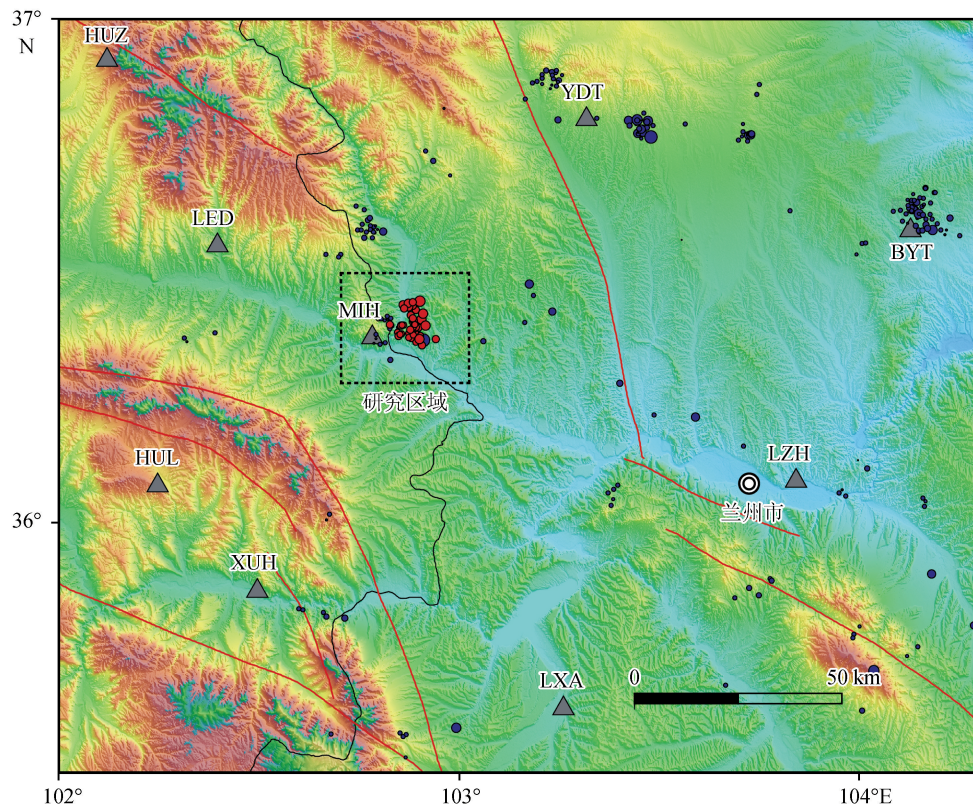 37°
N
HUZ
YDT
LED
BYT
MIH
研究区域
HUL
LZH
兰州市
36°
XUH
LXA
0
50 km
102°
103°
104°E